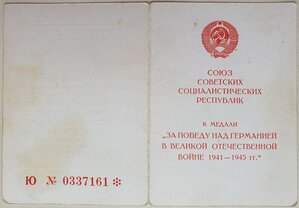 Ю № 0337161 *
СОЮЗ
СОВЕТСКИХ
СОЦИАЛИСТИЧЕСКИХ
РЕСПУБЛИК
К МЕДАЛИ
„ЗА ПОБЕДУ НАД ГЕРМАНИЕЙ
В ВЕЛИКОЙ ОТЕЧЕСТВЕННОЙ
ВОЙНЕ 1941—1945 гг.“